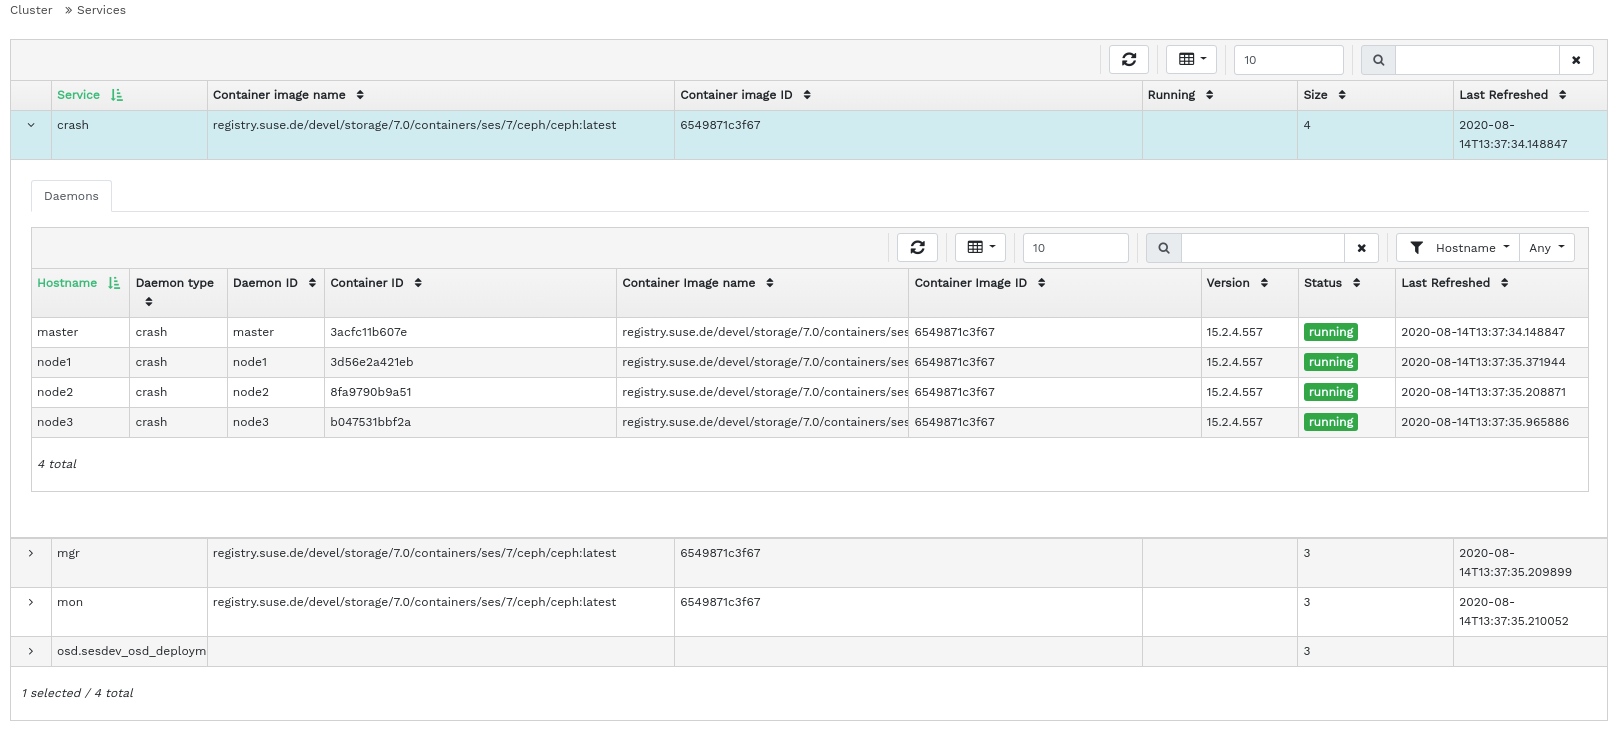 Cluster » Services
10
Service Container image name Container image ID Running Size Last Refreshed
crash registry.suse.de/devel/storage/7.0/containers/ses/7/ceph/ceph:latest 6549871c3f67 4 2020-08-
14T13:37:34.148847
Daemons
10 Hostname Any
Hostname Daemon type Daemon ID Container ID Container Image name Container Image ID Version Status Last Refreshed
master crash master 3acfc11b607e registry.suse.de/devel/storage/7.0/containers/ses 6549871c3f67 15.2.4.557 running 2020-08-14T13:37:34.148847
node1 crash node1 3d56e2a421eb registry.suse.de/devel/storage/7.0/containers/ses 6549871c3f67 15.2.4.557 running 2020-08-14T13:37:35.371944
node2 crash node2 8fa9790b9a51 registry.suse.de/devel/storage/7.0/containers/ses 6549871c3f67 15.2.4.557 running 2020-08-14T13:37:35.208871
node3 crash node3 b047531bbf2a registry.suse.de/devel/storage/7.0/containers/ses 6549871c3f67 15.2.4.557 running 2020-08-14T13:37:35.965886
4 total
mgr registry.suse.de/devel/storage/7.0/containers/ses/7/ceph/ceph:latest 6549871c3f67 3 2020-08-
14T13:37:35.209899
mon registry.suse.de/devel/storage/7.0/containers/ses/7/ceph/ceph:latest 6549871c3f67 3 2020-08-
14T13:37:35.210052
osd.sesdev_osd_deploym 3
1 selected / 4 total